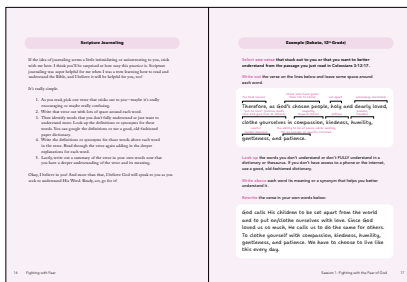 Scripture Journaling
If the idea of journaling seems a little intimidating or uninteresting to you, stick
with me here. I think you'll be surprised at how easy this practice is. Scripture
journaling was super helpful for me when I was a teen learning how to read and
understand the Bible, and I believe it will be helpful for you, too!
It's really simple.
1. As you read, pick one verse that sticks out to you—maybe it's really
encouraging or maybe really confusing.
2. Write that verse out with lots of space around each word.
3. Then identify words that you don't fully understand or just want to
understand more. Look up the definitions or synonyms for these
words. You can google the definitions or use a good, old-fashioned
paper dictionary.
4. Write the definitions or synonyms for those words above each word
in the verse. Read through the verse again adding in the deeper
explanations for each word.
5. Lastly, write out a summary of the verse in your own words now that
you have a deeper understanding of the verse and its meaning.
Okay, I believe in you! And more than that, I believe God will speak to you as you
seek to understand His Word. Ready, set, go for it!
16 Fighting with Fear
Example (Dakota, 12th Grade)
Select one verse that stuck out to you or that you want to better
understand from the passage you just read in Colossians 3:12-17.
Write out the verse on the lines below and leave some space around
each word.
Therefore, as God's chosen people, holy and dearly loved,
clothe yourselves in compassion, kindness, humility,
gentleness, and patience.
Look up the words you don't understand or don't FULLY understand in a
dictionary or thesaurus. If you don't have access to a phone or the internet,
use a good, old-fashioned dictionary.
Write above each word its meaning or a synonym that helps you better
understand it.
Rewrite the verse in your own words below:
God calls His children to be set apart from the world
and to put on/clothe ourselves with love. Since God
loved us so much, He calls us to do the same for others.
To clothe yourself with compassion, kindness, humility,
gentleness, and patience. We have to choose to live like
this every day.
Session 1: Fighting with the Fear of God 17